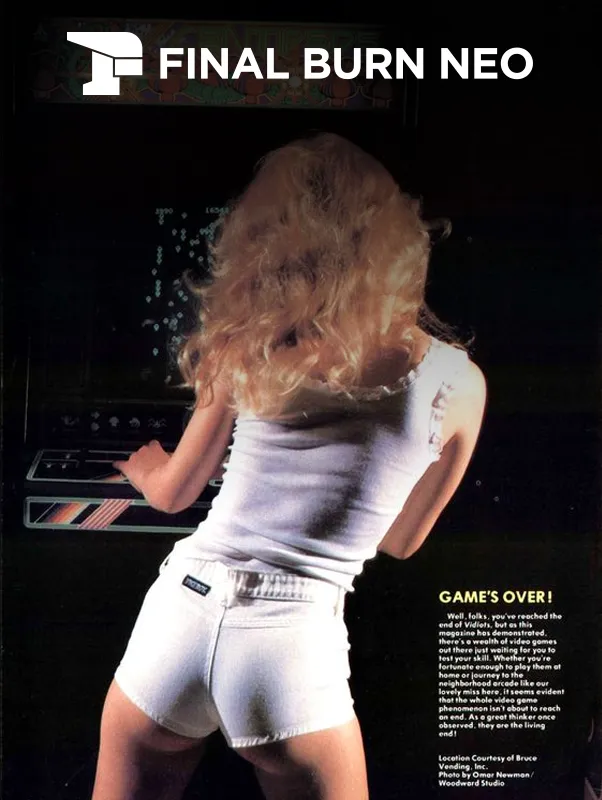 FINAL BURN NEO
GAME'S OVER!
Well, folks, you've reached the
end of Vidiots, but as this
magazine has demonstrated,
there's a wealth of video games
out there just waiting for you to
test your skill. Whether you're
fortunate enough to play them at
home or journey to the
neighborhood arcade like our
lovely miss here, it seems evident
that the whole video game
phenomenon isn't about to reach
an end. As a great thinker once
observed, they are the living
end!
Location Courtesy of Bruce
Vending, Inc.
Photo by Omar Newman/
Woodward Studio